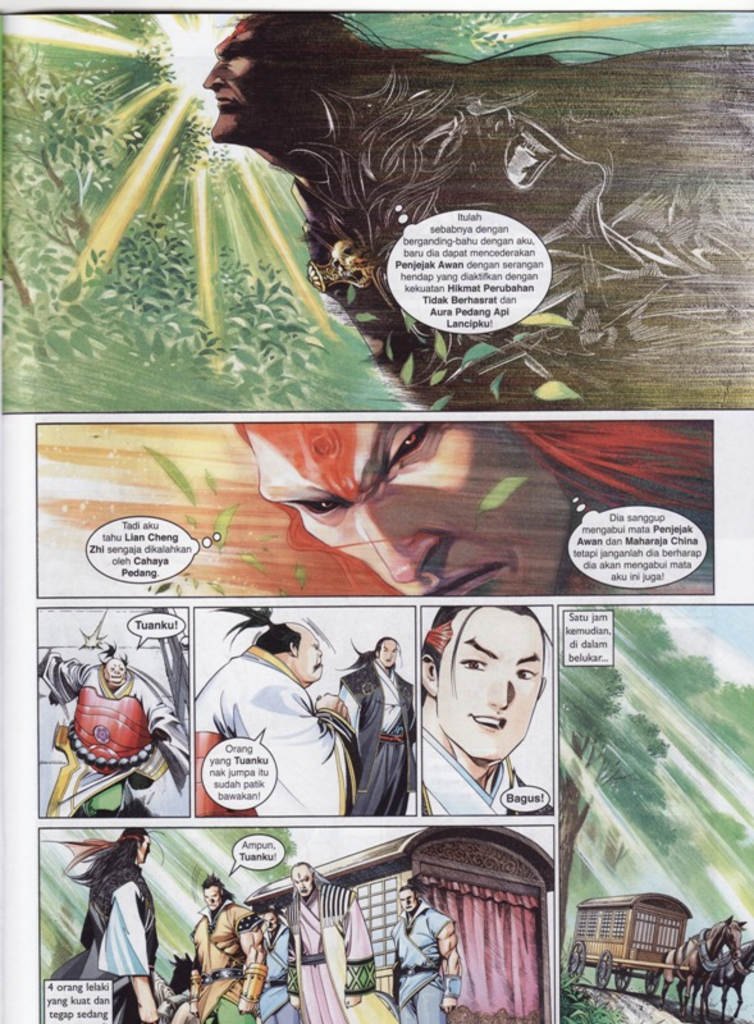 Itulah
sebabnya dengan
berganding-bahu dengan aku,
baru dia dapat mencederakan
Penjejak Awan dengan serangan
hendap yang diaktifkan dengan
kekuatan Hikmat Perubahan
Tidak Berhasrat dan
Aura Pedang Api
Lancipku!
Tadi aku
tahu Lian Cheng
Zhi sengaja dikalahkan
oleh Cahaya
Pedang.
Dia sanggup
mengabui mata Penjejak
Awan dan Maharaja China
tetapi janganlah dia berharap
dia akan mengabui mata
aku ini juga!
Tuanku!
Orang
yang Tuanku
nak jumpa itu
sudah patik
bawakan!
Bagus!
Satu jam
kemudian,
di dalam
belukar...
Ampun,
Tuanku!
4 orang lelaki
yang kuat dan
tegap sedang